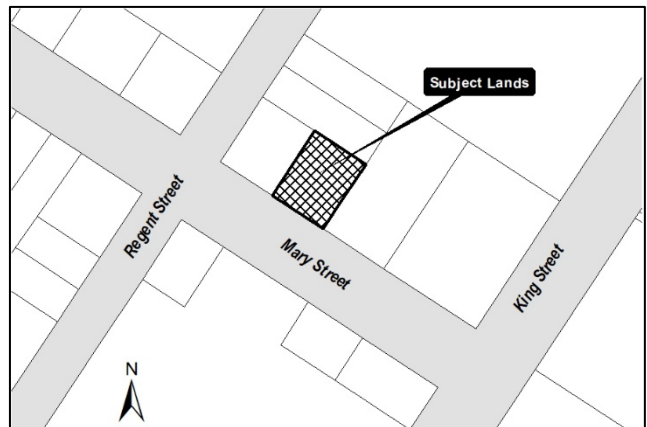 Subject Lands
Regent Street
Mary Street
King Street
N